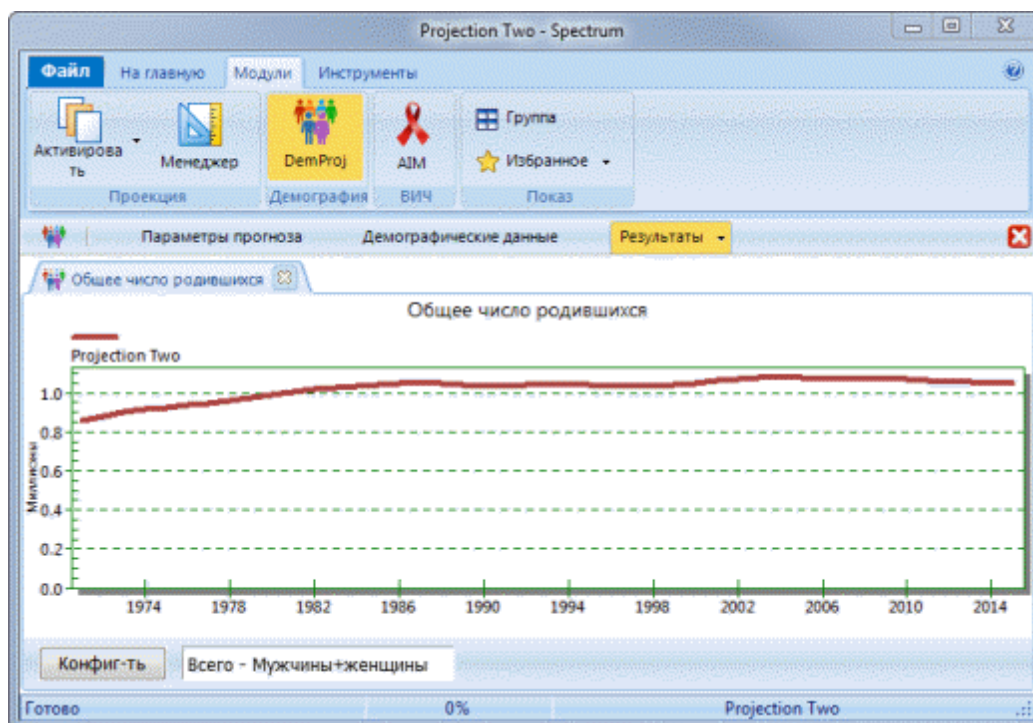 Projection Two - Spectrum
Файл На главную Модули Инструменты
Активирова
ть
Менеджер
DemProj
AIM
Группа
Избранное
Проекция Демография ВИЧ Показ
Параметры прогноза Демографические данные Результаты
Общее число родившихся
Общее число родившихся
Projection Two
Миллионы
1.0
0.8
0.6
0.4
0.2
0.0
1974 1978 1982 1986 1990 1994 1998 2002 2006 2010 2014
Конфиг-ть Всего - Мужчины+женщины
Готово 0% Projection Two